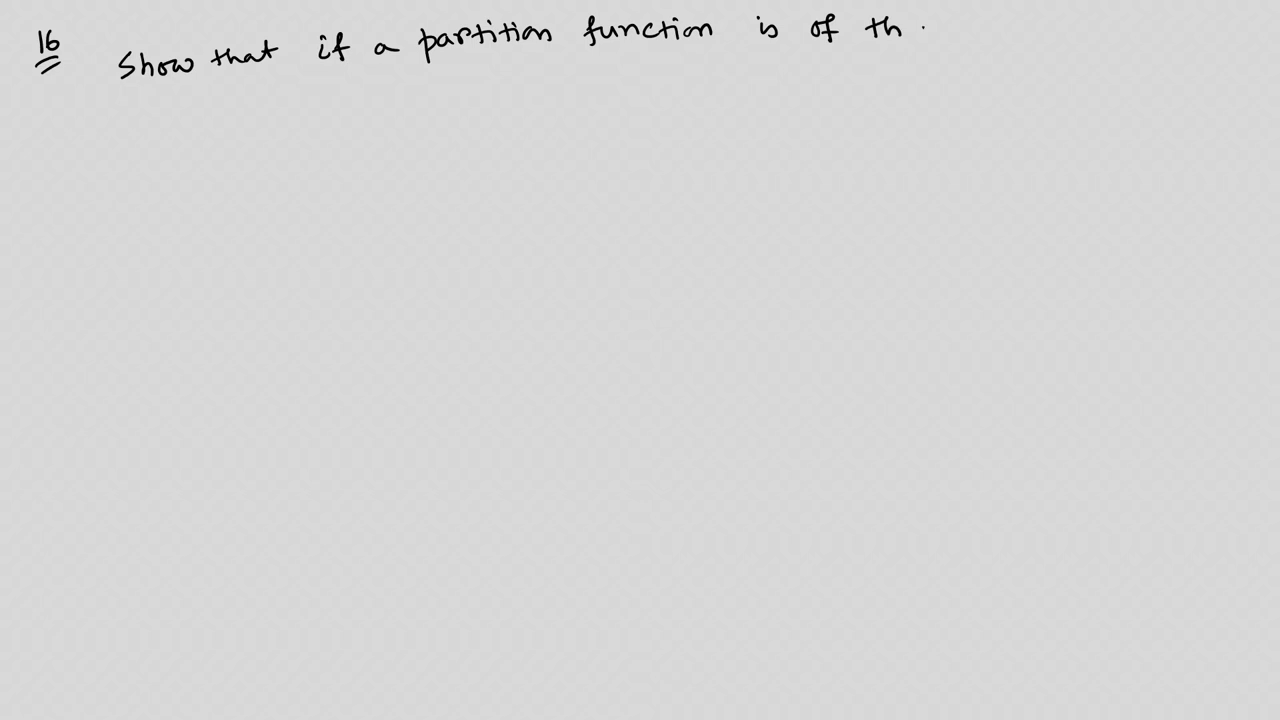 16 Show that if a partition function is of th